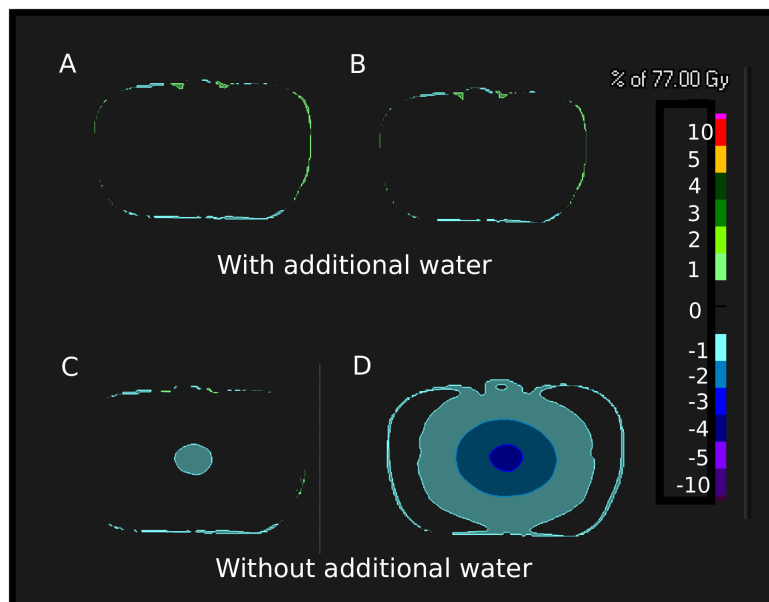 A
B
% of 77.00 Gy
10
5
4
3
2
1
0
-1
-2
-3
-4
-5
-10
With additional water
C
D
Without additional water